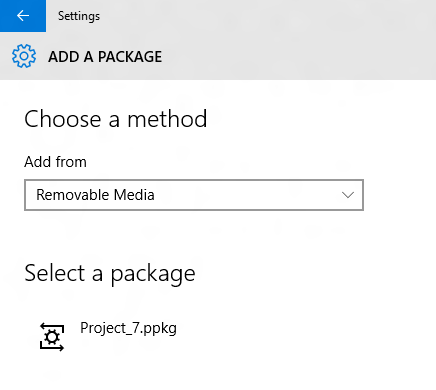 Settings
ADD A PACKAGE
Choose a method
Add from
Removable Media
Select a package
Project_7.ppkg